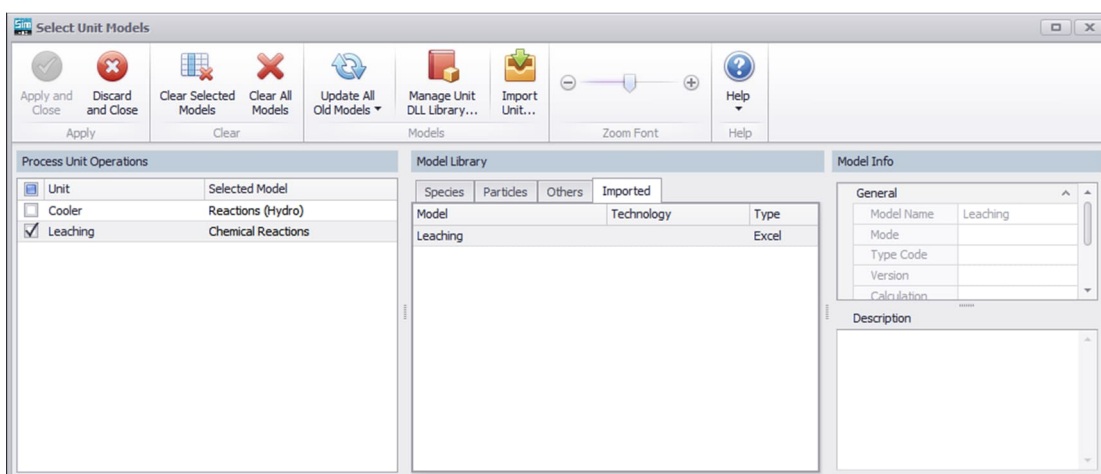 Sim
Select Unit Models
Apply and Close
Discard and Close
Clear Selected Models
Clear All Models
Update All Old Models
Manage Unit DLL Library...
Import Unit...
Help
Apply
Clear
Models
Zoom Font
Help
Process Unit Operations
Unit Selected Model
Cooler Reactions (Hydro)
Leaching Chemical Reactions
Model Library
Species Particles Others Imported
Model Technology Type
Leaching Excel
Model Info
General
Model Name Leaching
Mode
Type Code
Version
Calculation
Description